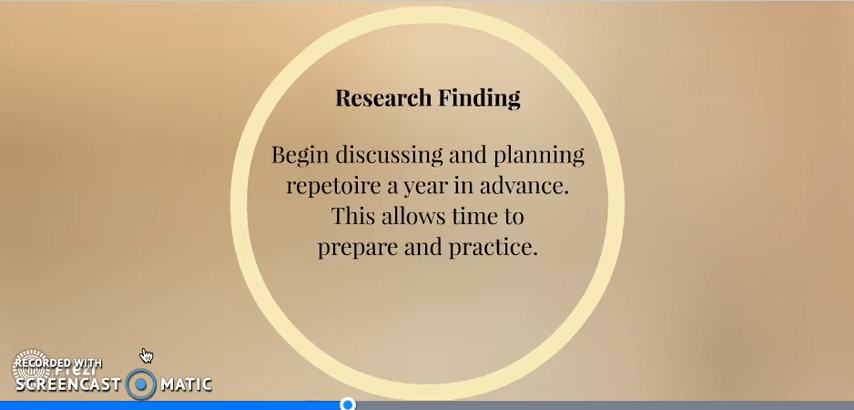 Research Finding
Begin discussing and planning
repetoire a year in advance.
This allows time to
prepare and practice.
RECORDED WITH
Prezi
SCREENCAST MATIC